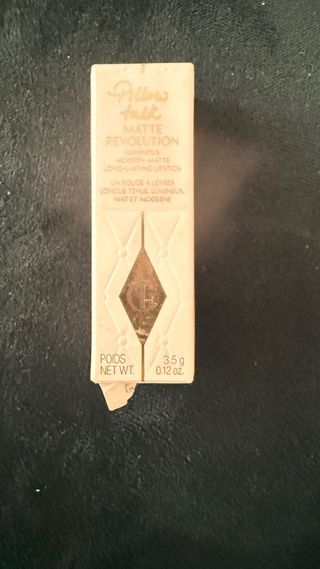 Pillow
talk
MATTE
REVOLUTION
LUMINOUS
MODERN-MATTE
LONG-LASTING LIPSTICK
UN ROUGE À LÈVRES
LONGUE TENUE, LUMINEUX,
MAT ET MODERNE
POIDS 3.5 g
NET WT. 0.12 oz.